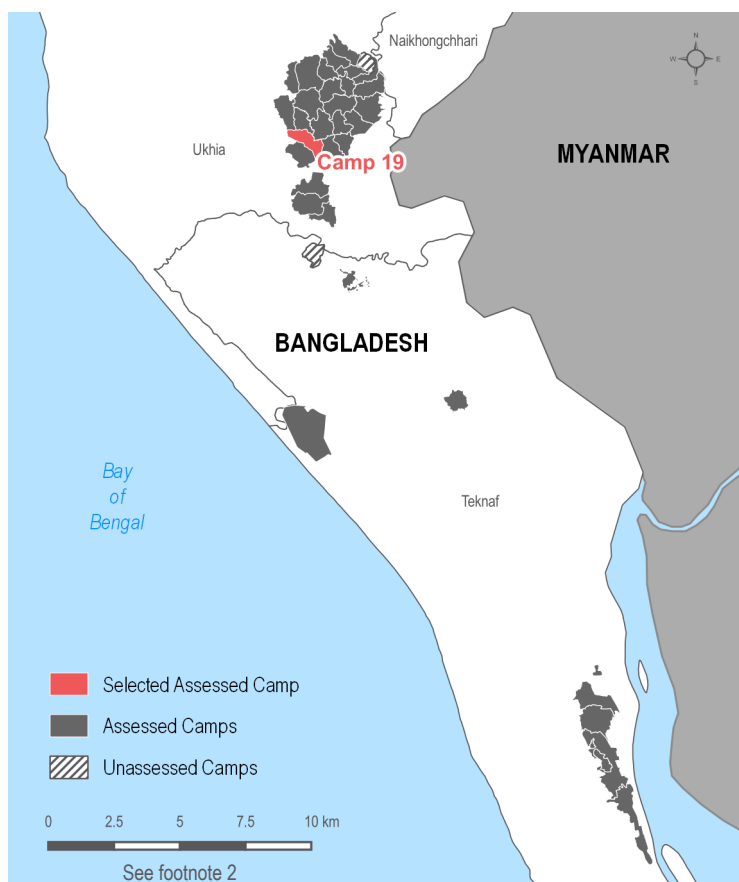 Naikhongchhari
N
W
E
S
Ukhia
MYANMAR
Camp 19
BANGLADESH
Bay
of
Bengal
Teknaf
Selected Assessed Camp
Assessed Camps
Unassessed Camps
0 2.5 5 7.5 10 km
See footnote 2